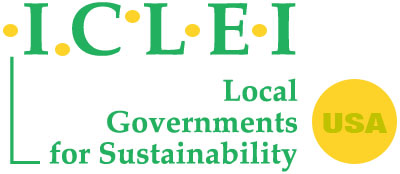 ·I.C·L·E·I
Local
Governments
for Sustainability
USA